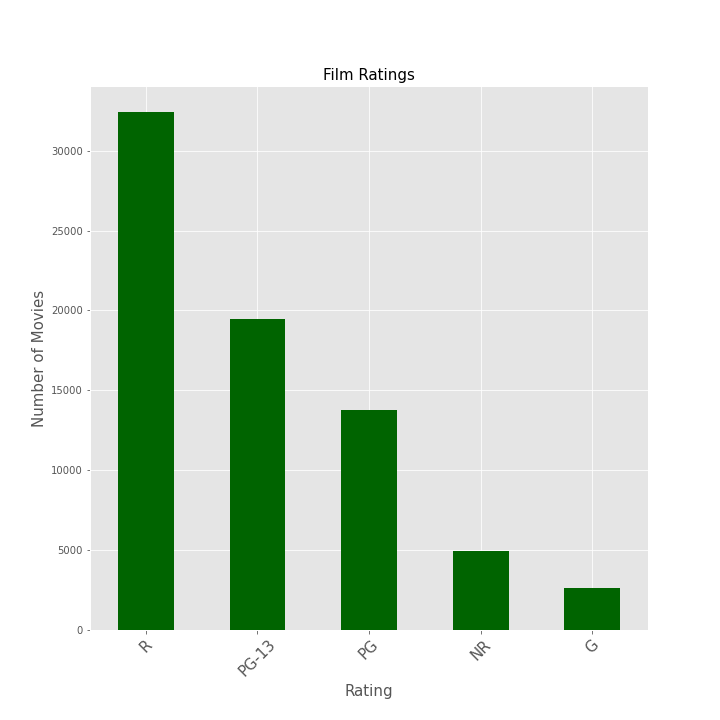 Film Ratings
30000
25000
20000
15000
10000
5000
0
Number of Movies
R
PG-13
PG
NR
G
Rating